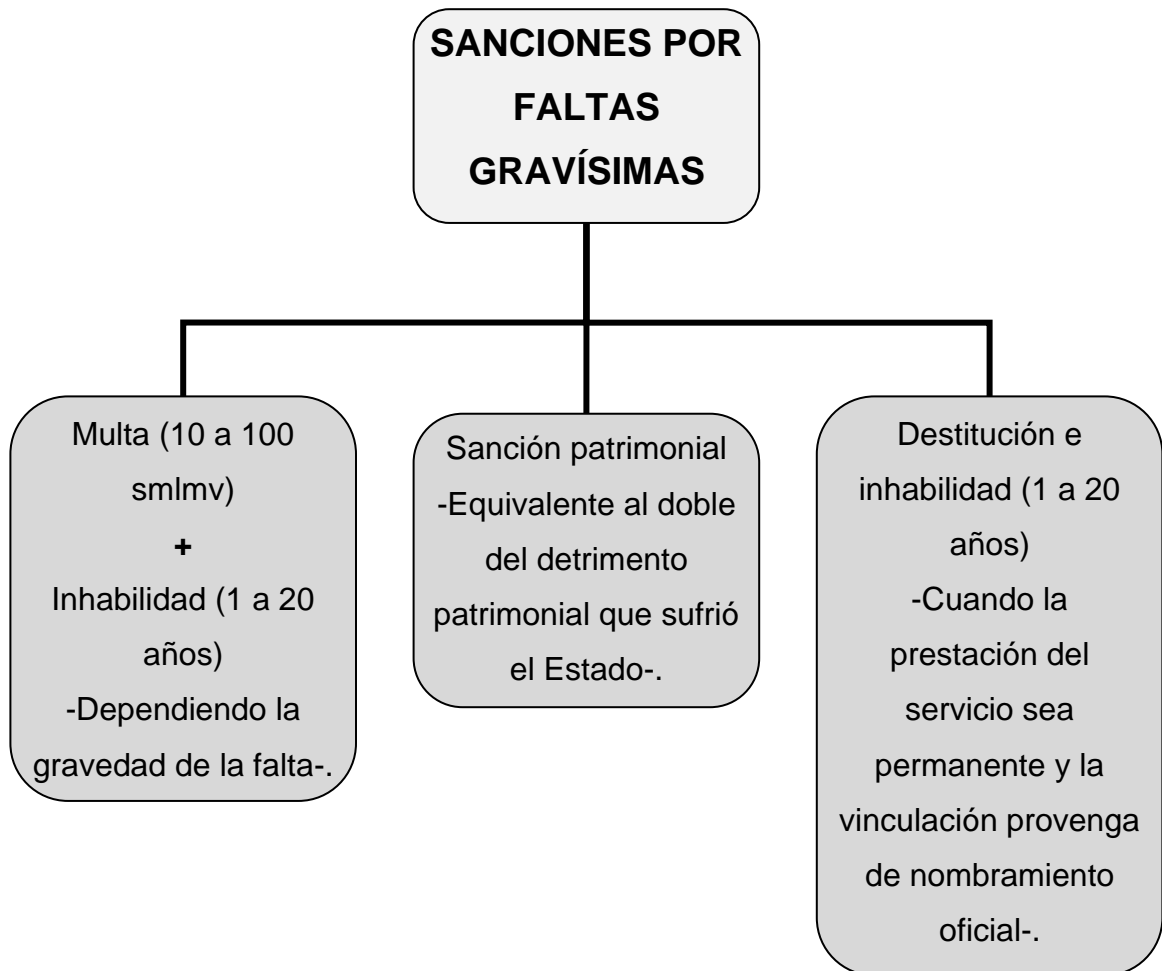 SANCIONES POR
FALTAS
GRAVÍSIMAS
Multa (10 a 100
smlmv)
+
Inhabilidad (1 a 20
años)
-Dependiendo la
gravedad de la falta-.
Sanción patrimonial
-Equivalente al doble
del detrimento
patrimonial que sufrió
el Estado-.
Destitución e
inhabilidad (1 a 20
años)
-Cuando la
prestación del
servicio sea
permanente y la
vinculación provenga
de nombramiento
oficial-.